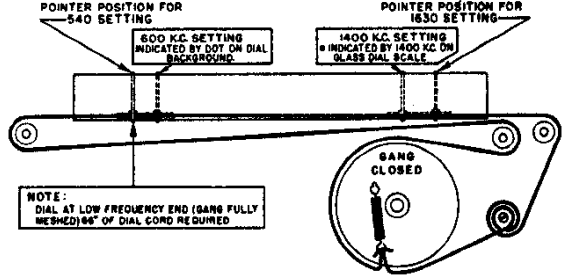 POINTER POSITION FOR
540 SETTING
600 K.C. SETTING
INDICATED BY DOT ON DIAL
BACKGROUND.
1400 K.C. SETTING
INDICATED BY 1400 KC ON
GLASS DIAL SCALE.
POINTER POSITION FOR
1630 SETTING
GANG
CLOSED
NOTE:
DIAL AT LOW FREQUENCY END (GANG FULLY
MESHED) 66" OF DIAL CORD REQUIRED